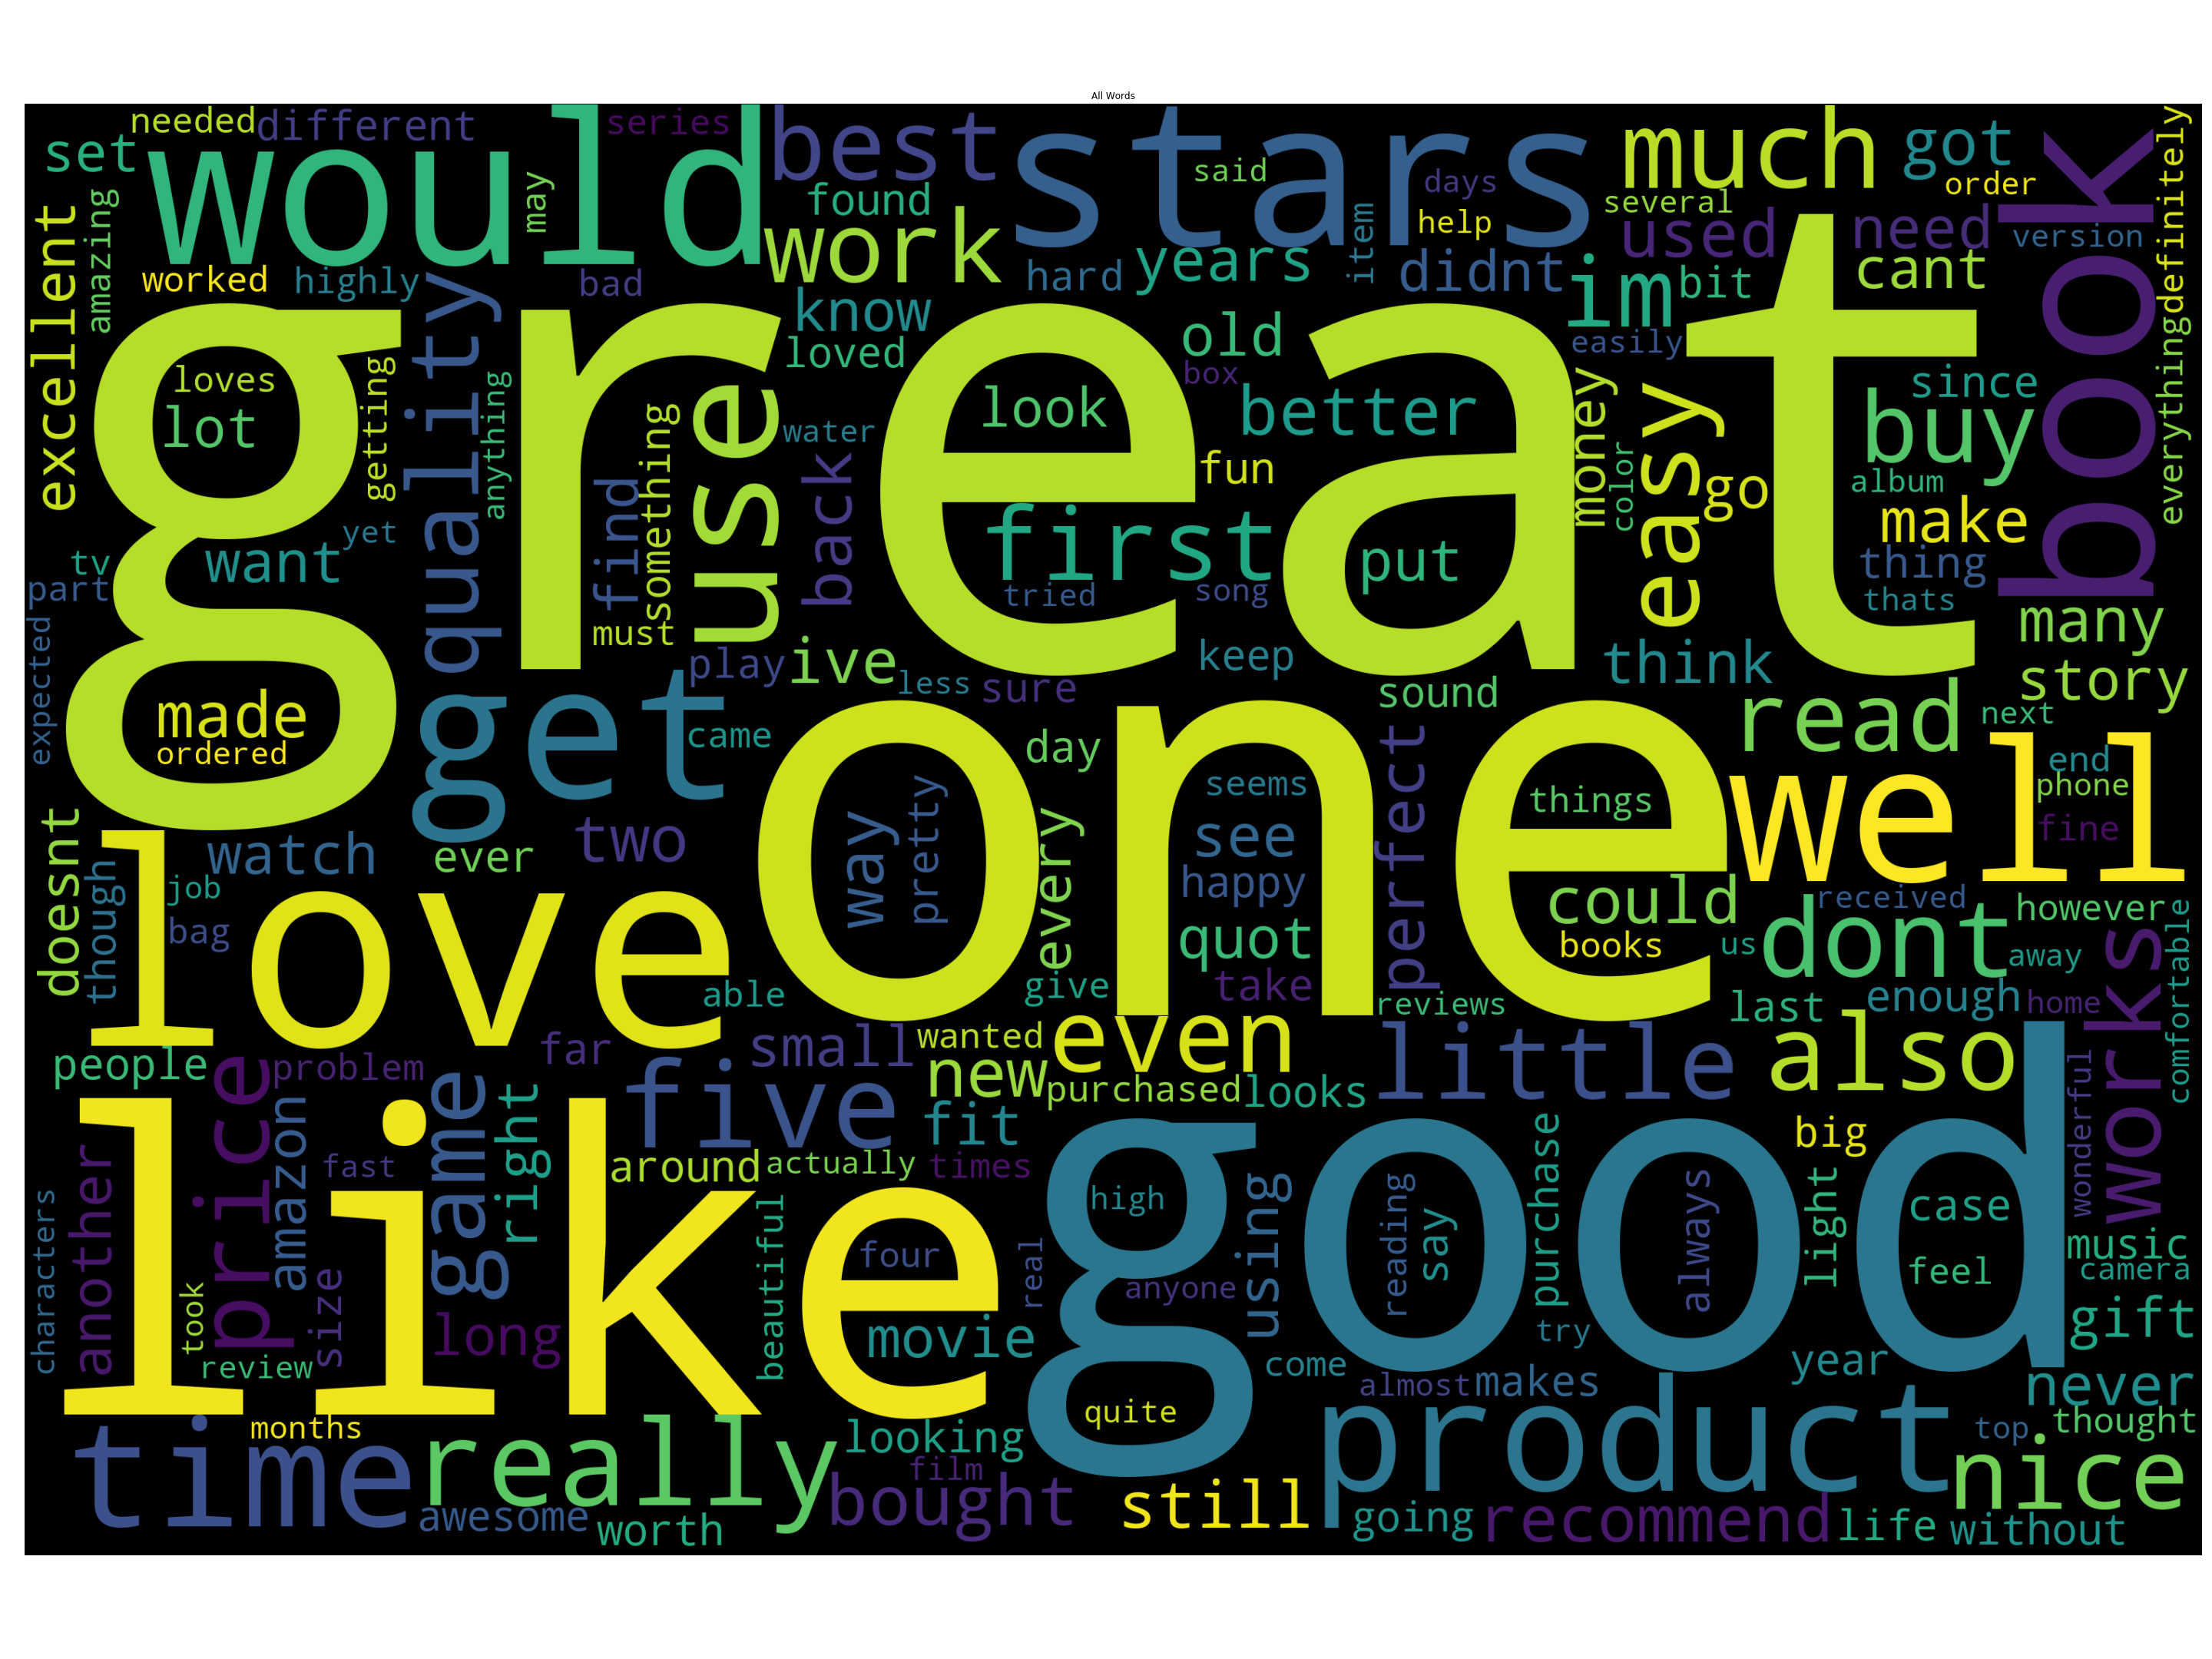 All Words
needed
different
series
would
best
stars
much
got
set
said
days
order
definitely
book
may
found
help
several
used
need
version
excellent
amazing
work
item
worked
highly
bad
hard
years
didnt
im
bit
cant
quality
know
great
loved
old
easily
loves
box
look
better
money
easy
buy
since
everything
lot
getting
anything
something
use
water
back
fun
color
go
album
yet
want
find
first
put
make
tv
thing
part
tried
song
thats
must
many
expected
play
ive
less
sure
keep
sound
think
story
made
ordered
get
came
one
day
perfect
read
next
well
end
phone
fine
doesnt
though
watch
ever
two
way
pretty
every
seems
see
happy
things
job
bag
love
could
received
however
comfortable
quot
books
us
dont
away
works
able
give
take
reviews
last
enough
home
people
price
problem
far
small
wanted
even
little
also
wonderful
amazon
game
right
five
new
purchased
looks
another
fast
fit
big
like
around
actually
times
using
reading
say
purchase
always
light
good
case
characters
took
size
beautiful
four
real
high
anyone
feel
music
camera
review
long
movie
come
try
year
gift
almost
makes
never
quite
time
months
really
looking
product
top
thought
film
nice
awesome
worth
bought
still
going
recommend
life
without